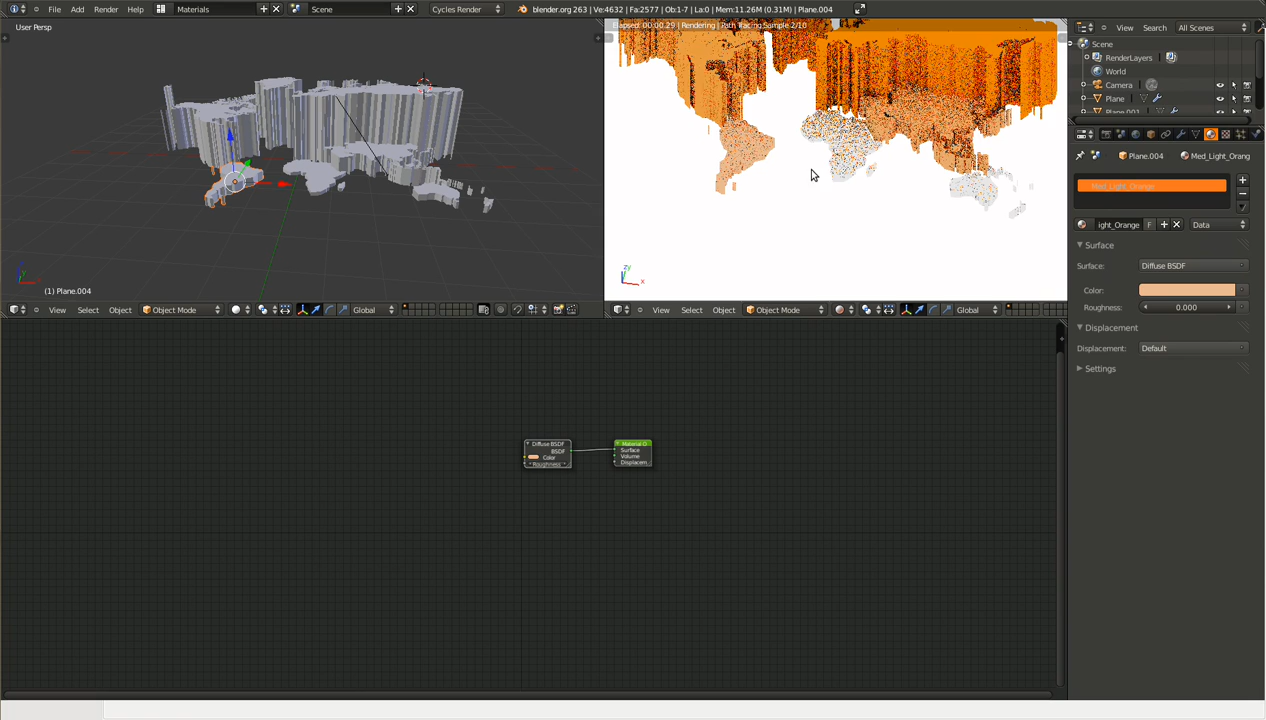 File Add Render Help Materials Scene Cycles Render blender.org 263 | Ve:4632 | Fa:2577 | Ob:1-7 | La:0 | Mem:11.26M (0.31M) | Plane.004
User Persp
Elapsed: 00:00.29 | Rendering | Path Tracing Sample 2/10
View Search All Scenes
Scene
RenderLayers
World
Camera
Plane
Plane.001
Plane.004 Med_Light_Orang
Med_Light_Orange
ight_Orange F Data
Surface
Surface: Diffuse BSDF
Color:
Roughness: 0.000
Displacement
Displacement: Default
Settings
(1) Plane.004
View Select Object Object Mode Global
View Select Object Object Mode Global
Diffuse BSDF
BSDF
Color
Roughness
Material O
Surface
Volume
Displacem